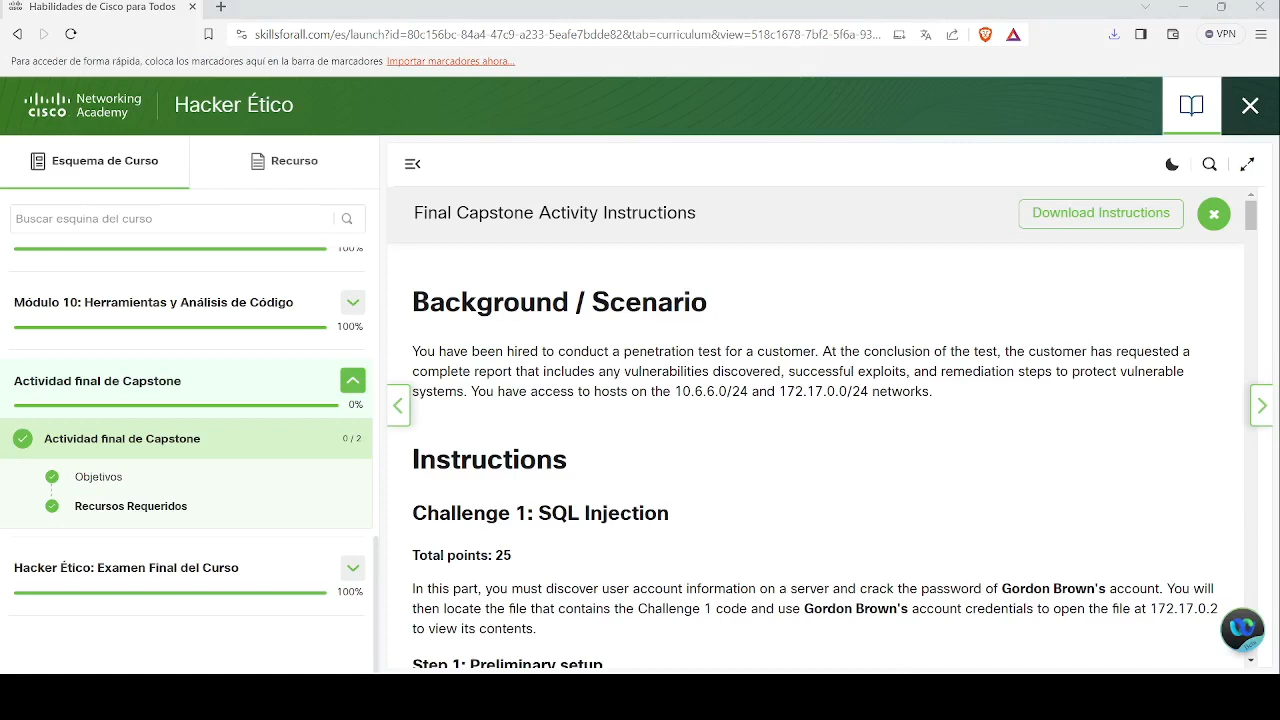 Habilidades de Cisco para Todos
skillsforall.com/es/launch?id=80c156bc-84a4-47c9-a233-5eafe7bdde82&tab=curriculum&view=518c1678-7bf2-5f6a-93...
VPN
Para acceder de forma rápida, coloca los marcadores aquí en la barra de marcadores Importar marcadores ahora...
CISCO Networking Academy
Hacker Ético
Esquema de Curso
Recurso
Buscar esquina del curso
100%
Módulo 10: Herramientas y Análisis de Código
100%
Actividad final de Capstone
0%
Actividad final de Capstone 0 / 2
Objetivos
Recursos Requeridos
Hacker Ético: Examen Final del Curso
100%
Final Capstone Activity Instructions
Download Instructions
Background / Scenario
You have been hired to conduct a penetration test for a customer. At the conclusion of the test, the customer has requested a
complete report that includes any vulnerabilities discovered, successful exploits, and remediation steps to protect vulnerable
systems. You have access to hosts on the 10.6.6.0/24 and 172.17.0.0/24 networks.
Instructions
Challenge 1: SQL Injection
Total points: 25
In this part, you must discover user account information on a server and crack the password of Gordon Brown's account. You will
then locate the file that contains the Challenge 1 code and use Gordon Brown's account credentials to open the file at 172.17.0.2
to view its contents.
Step 1: Preliminary setup